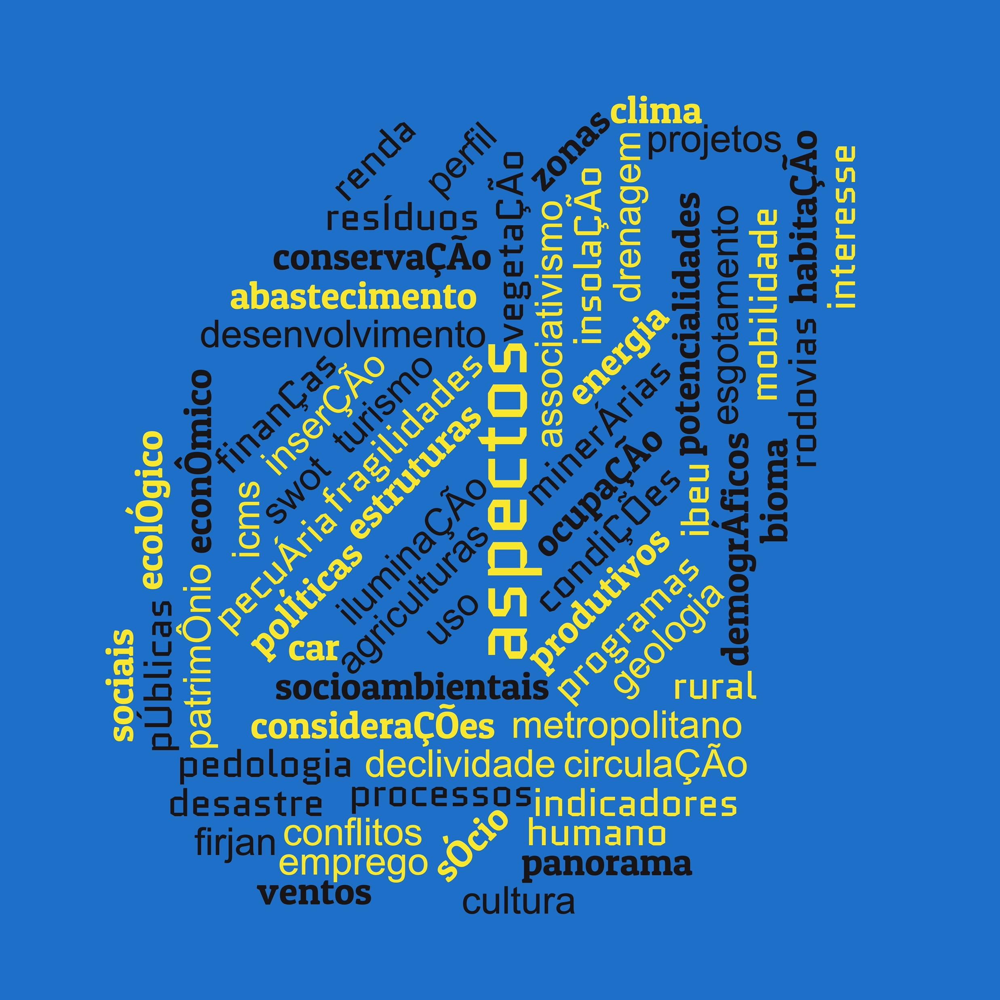 clima
zonas
projetos
renda
perfil
vegetaÇÃo
insolaÇÃo
drenagem
habitaÇÃo
interesse
resíduos
associativismo
potencialidades
esgotamento
mobilidade
conservaÇÃo
abastecimento
desenvolvimento
energia
rodovias
finanÇas
inserÇÃo
turismo
fragilidades
aspectos
minerÁrias
econÔmico
ecolÓgico
swot
estruturas
ocupaÇÃo
ibeu
demogrÁficos
bioma
icms
pecuÁria
iluminaÇÃo
condiÇÕes
políticas
agriculturas
produtivos
programas
geologia
patrimÔnio
pÚblicas
sociais
uso
car
socioambientais
rural
consideraÇÕes
metropolitano
pedologia
declividade
circulaÇÃo
desastre
processos
indicadores
firjan
conflitos
sÓcio
humano
emprego
panorama
ventos
cultura